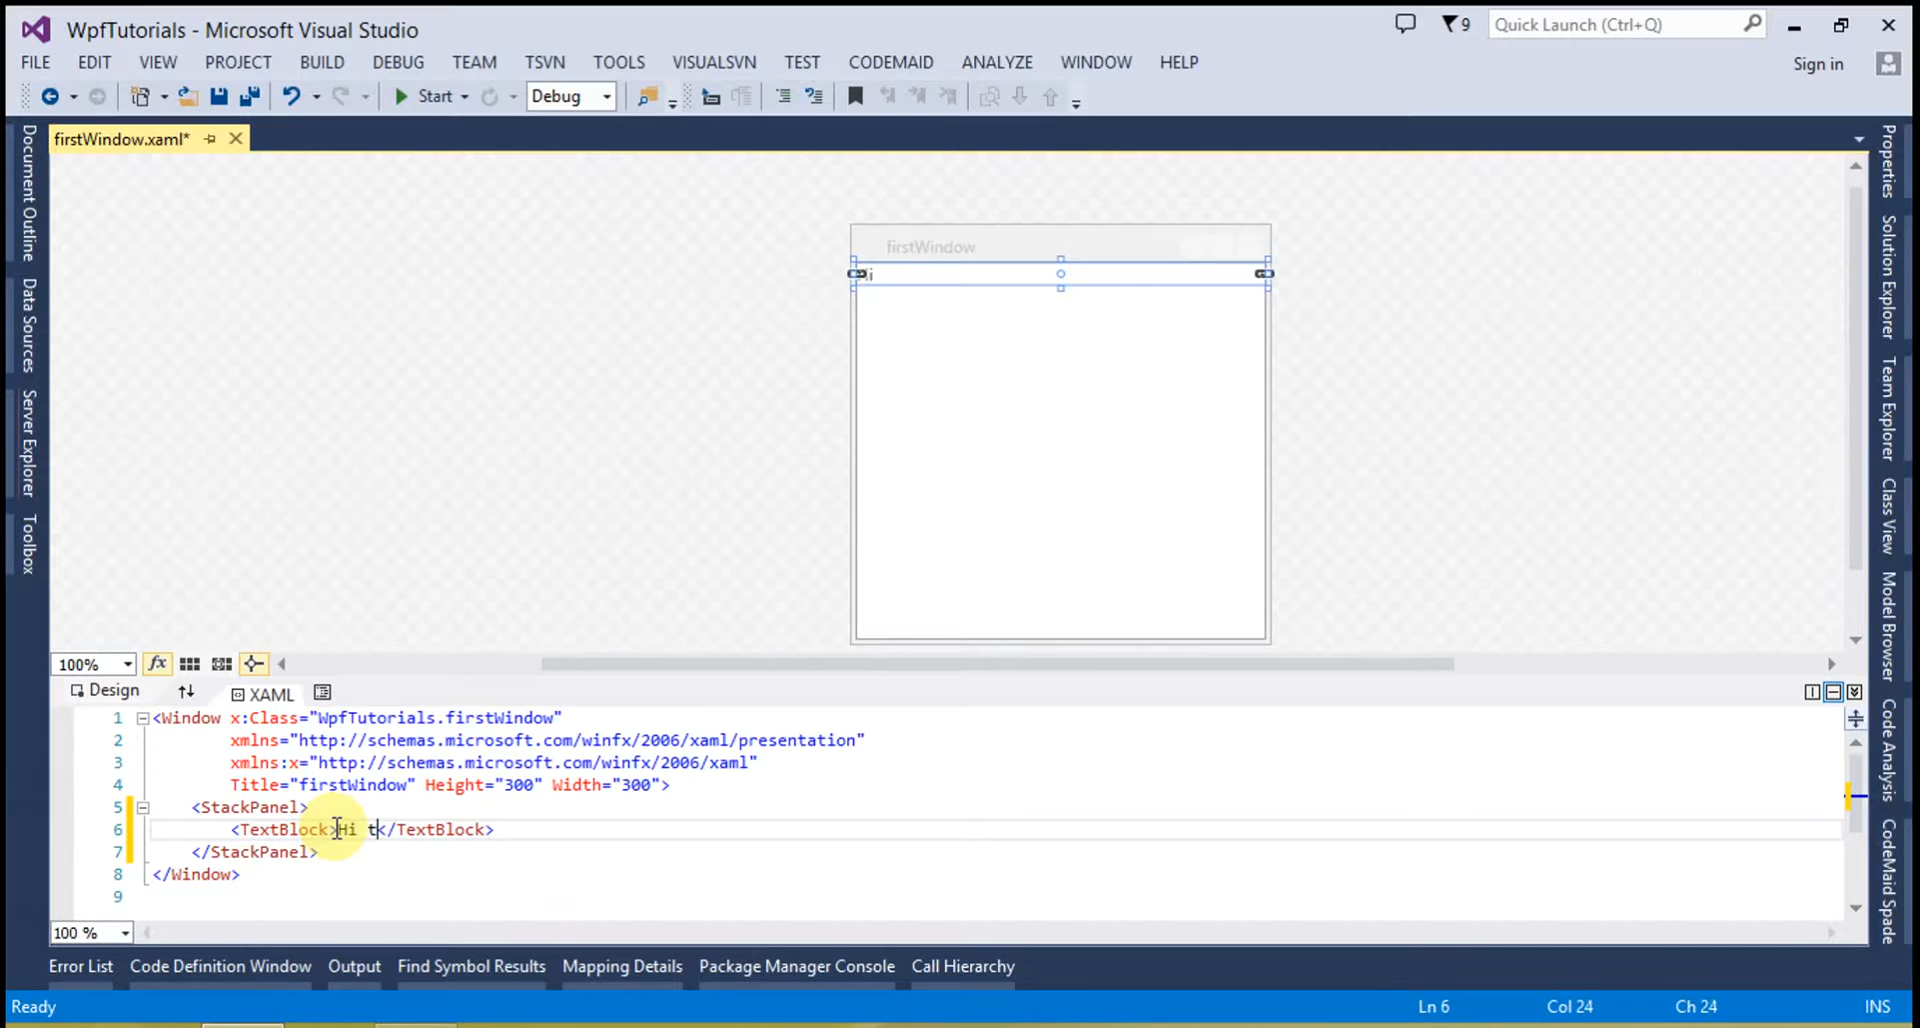 WpfTutorials - Microsoft Visual Studio
9
Quick Launch (Ctrl+Q)
FILE EDIT VIEW PROJECT BUILD DEBUG TEAM TSVN TOOLS VISUALSVN TEST CODEMAID ANALYZE WINDOW HELP
Sign in
Start
Debug
firstWindow.xaml*
Document Outline
Data Sources
Server Explorer
Toolbox
firstWindow
Properties
Solution Explorer
Team Explorer
Class View
Model Browser
Code Analysis
CodeMaid Spade
100%
fx
Design
XAML
1 <Window x:Class="WpfTutorials.firstWindow"
2 xmlns="http://schemas.microsoft.com/winfx/2006/xaml/presentation"
3 xmlns:x="http://schemas.microsoft.com/winfx/2006/xaml"
4 Title="firstWindow" Height="300" Width="300">
5 <StackPanel>
6 <TextBlock>Hi t</TextBlock>
7 </StackPanel>
8 </Window>
9
100 %
Error List Code Definition Window Output Find Symbol Results Mapping Details Package Manager Console Call Hierarchy
Ready
Ln 6 Col 24 Ch 24 INS